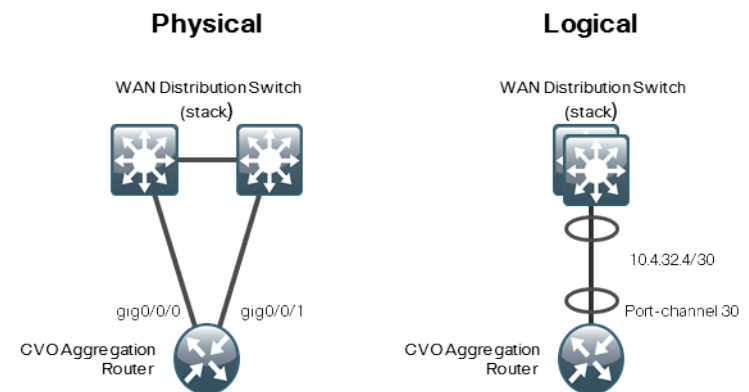 Physical
WAN Distribution Switch
(stack)
gig0/0/0
gig0/0/1
CVO Aggregation
Router
Logical
WAN Distribution Switch
(stack)
10.4.32.4/30
Port-channel 30
CVO Aggregation
Router